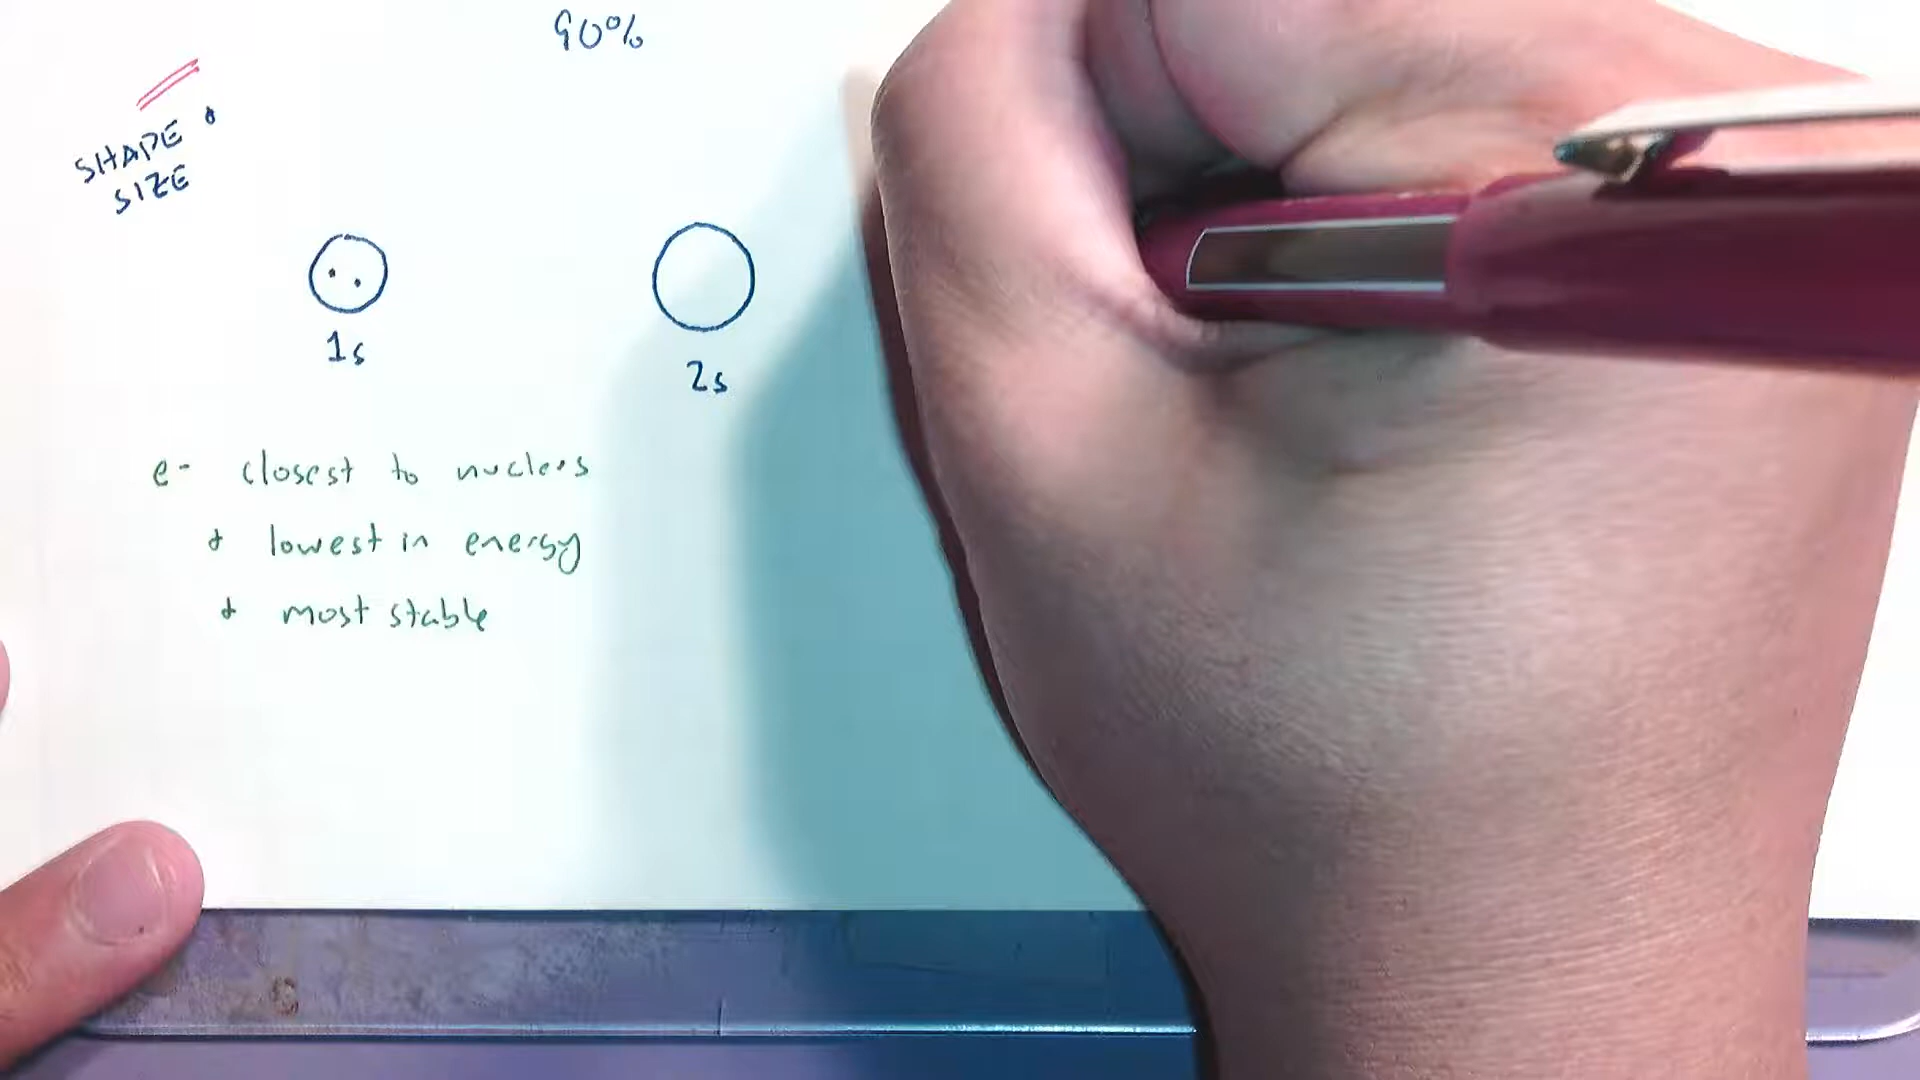 90%
SHAPE &
SIZE
1s
2s
e- closest to nucleus
& lowest in energy
& most stable